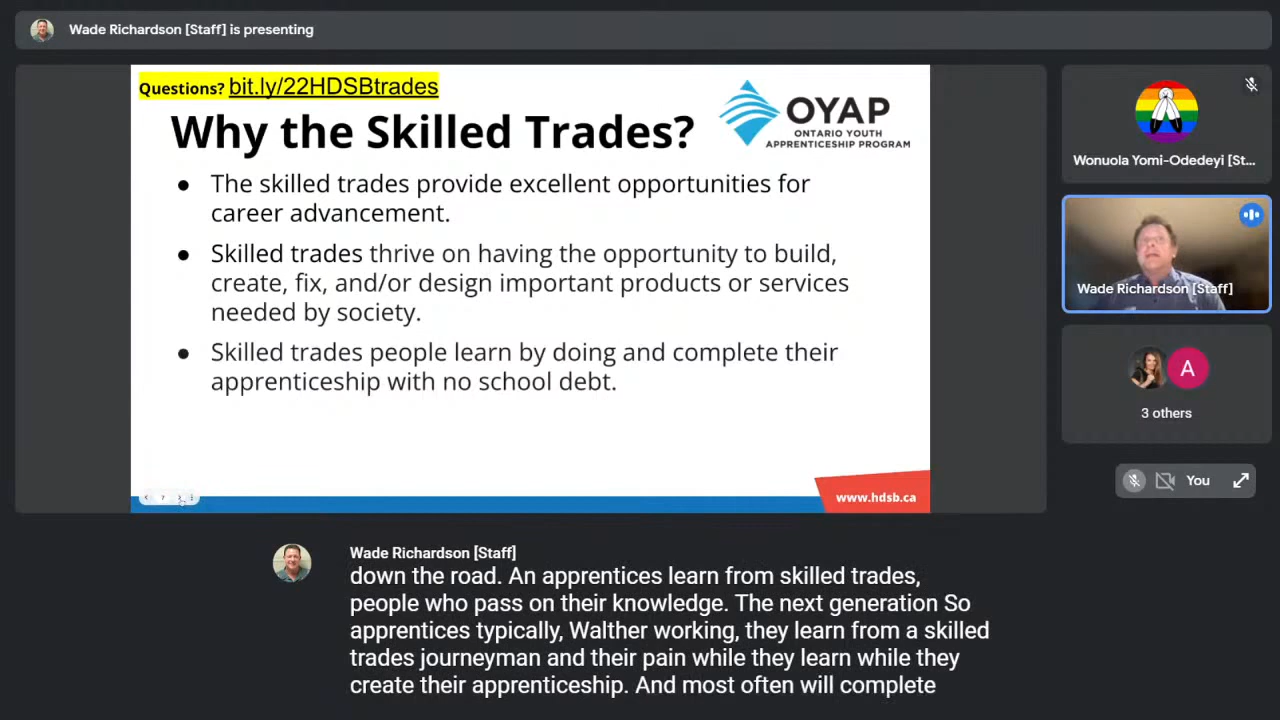 Wade Richardson [Staff] is presenting
Questions? bit.ly/22HDSBtrades
Why the Skilled Trades?
OYAP
ONTARIO YOUTH
APPRENTICESHIP PROGRAM
● The skilled trades provide excellent opportunities for
career advancement.
● Skilled trades thrive on having the opportunity to build,
create, fix, and/or design important products or services
needed by society.
● Skilled trades people learn by doing and complete their
apprenticeship with no school debt.
www.hdsb.ca
Wonuola Yomi-Odedeyi [St...
Wade Richardson [Staff]
A
3 others
You
Wade Richardson [Staff]
down the road. An apprentices learn from skilled trades,
people who pass on their knowledge. The next generation So
apprentices typically, Walther working, they learn from a skilled
trades journeyman and their pain while they learn while they
create their apprenticeship. And most often will complete